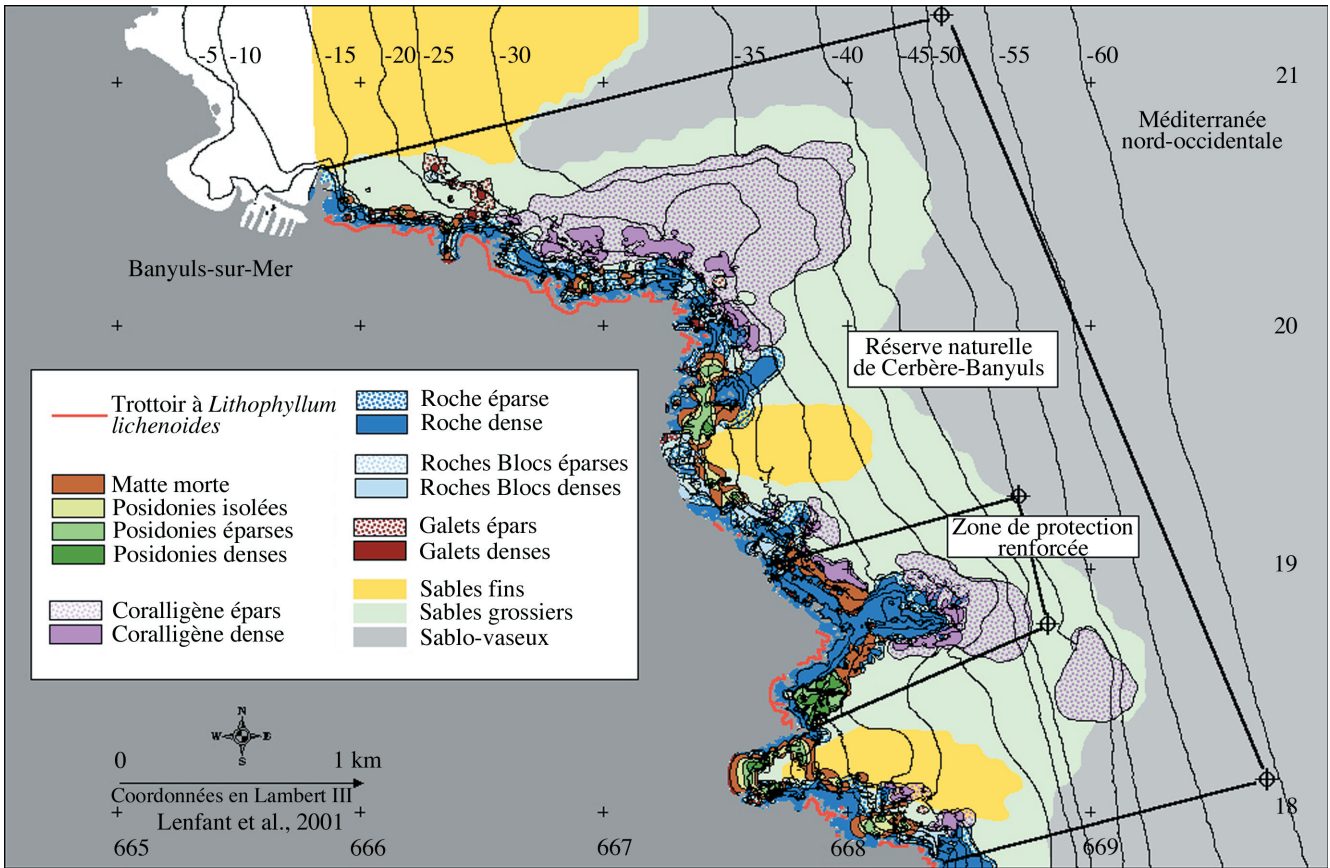 -5
-10
-15
-20
-25
-30
-35
-40
-45
-50
-55
-60
21
Méditerranée
nord-occidentale
Banyuls-sur-Mer
20
Réserve naturelle
de Cerbère-Banyuls
Trottoir à Lithophyllum
lichenoides
Matte morte
Posidonies isolées
Posidonies éparses
Posidonies denses
Coralligène épars
Coralligène dense
Roche éparse
Roche dense
Roches Blocs éparses
Roches Blocs denses
Galets épars
Galets denses
Sables fins
Sables grossiers
Sablo-vaseux
Zone de protection
renforcée
19
N
W E
S
0 1 km
Coordonnées en Lambert III
Lenfant et al., 2001
18
665 666 667 668 669